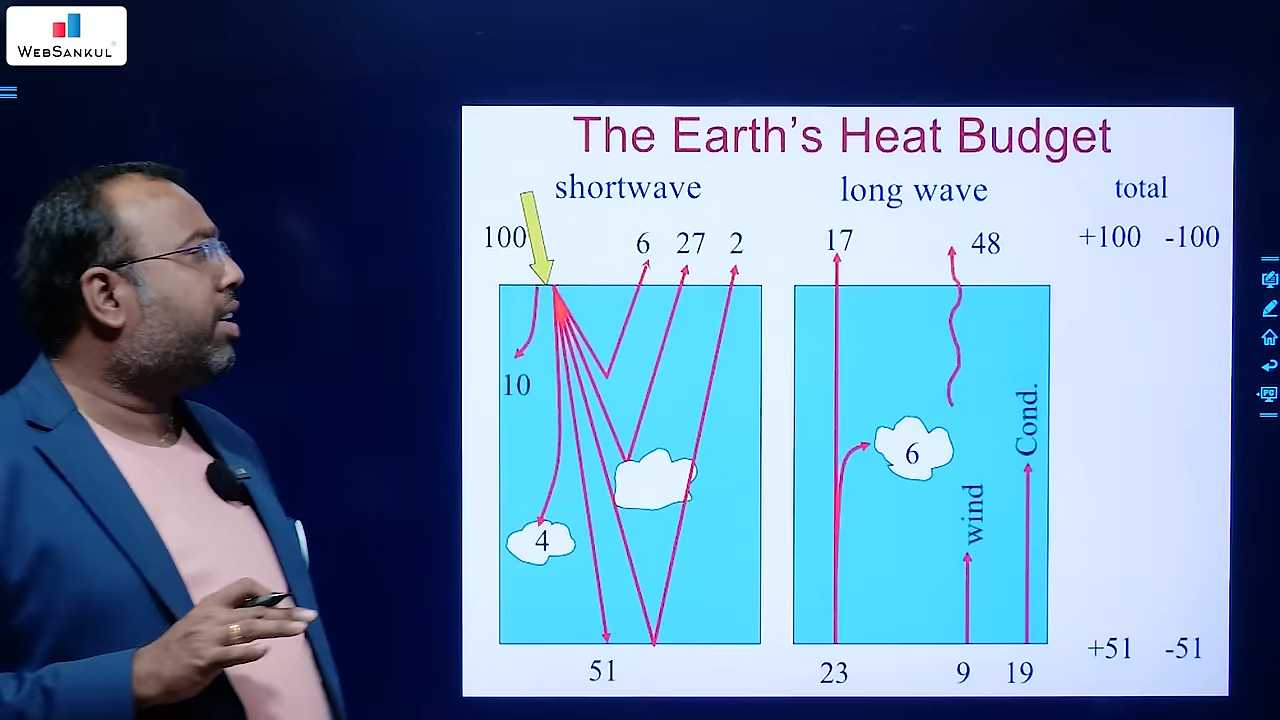 WEBSANKUL
The Earth's Heat Budget
shortwave long wave total
100 6 27 2 17 48 +100 -100
10
Cond.
6
wind
4
51 23 9 19 +51 -51